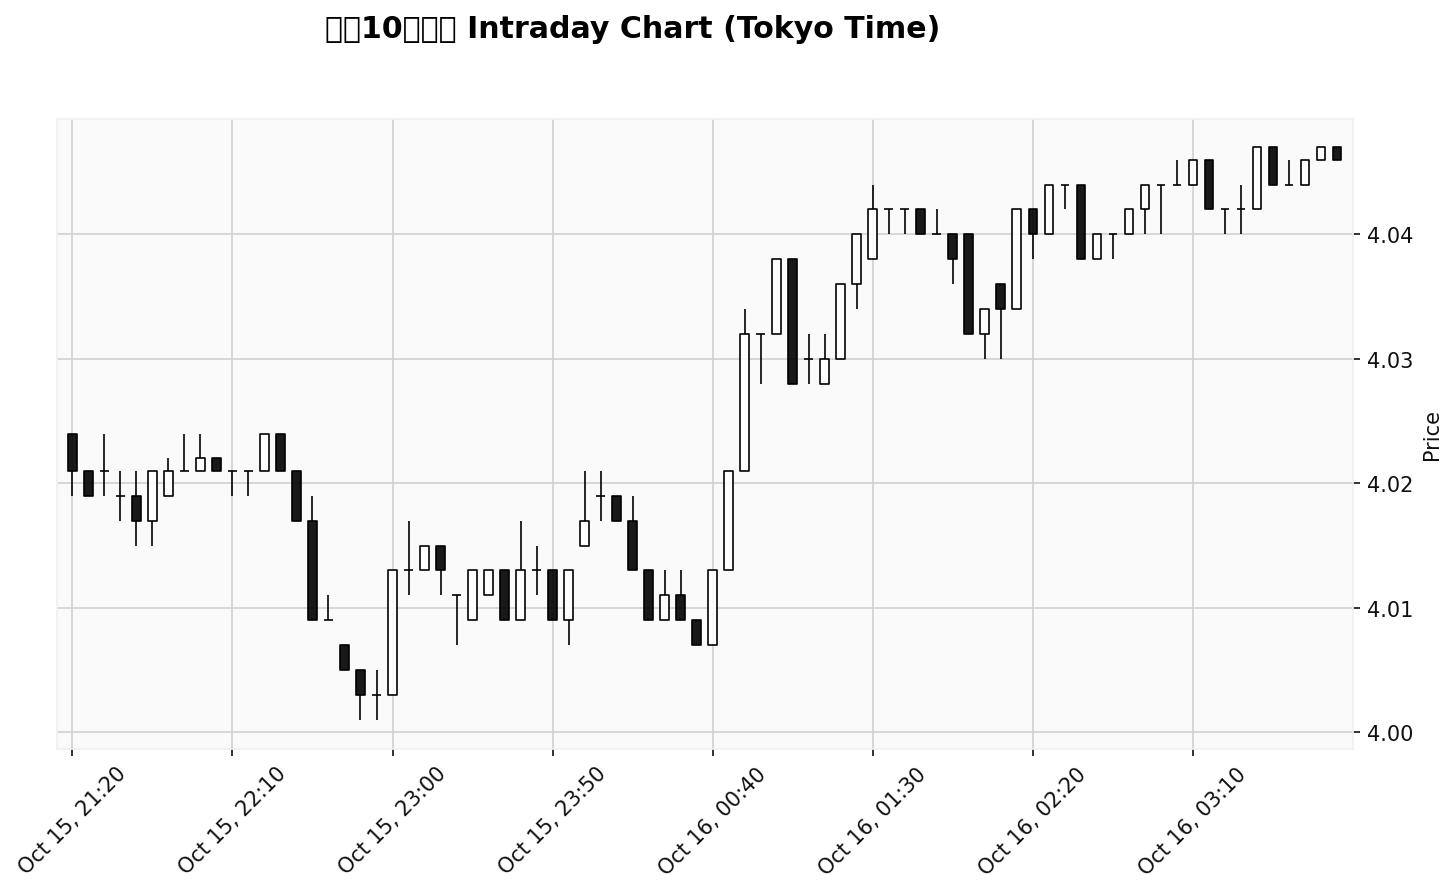 10 Intraday Chart (Tokyo Time)
4.04
4.03
Price
4.02
4.01
4.00
Oct 15, 21:20
Oct 15, 22:10
Oct 15, 23:00
Oct 15, 23:50
Oct 16, 00:40
Oct 16, 01:30
Oct 16, 02:20
Oct 16, 03:10